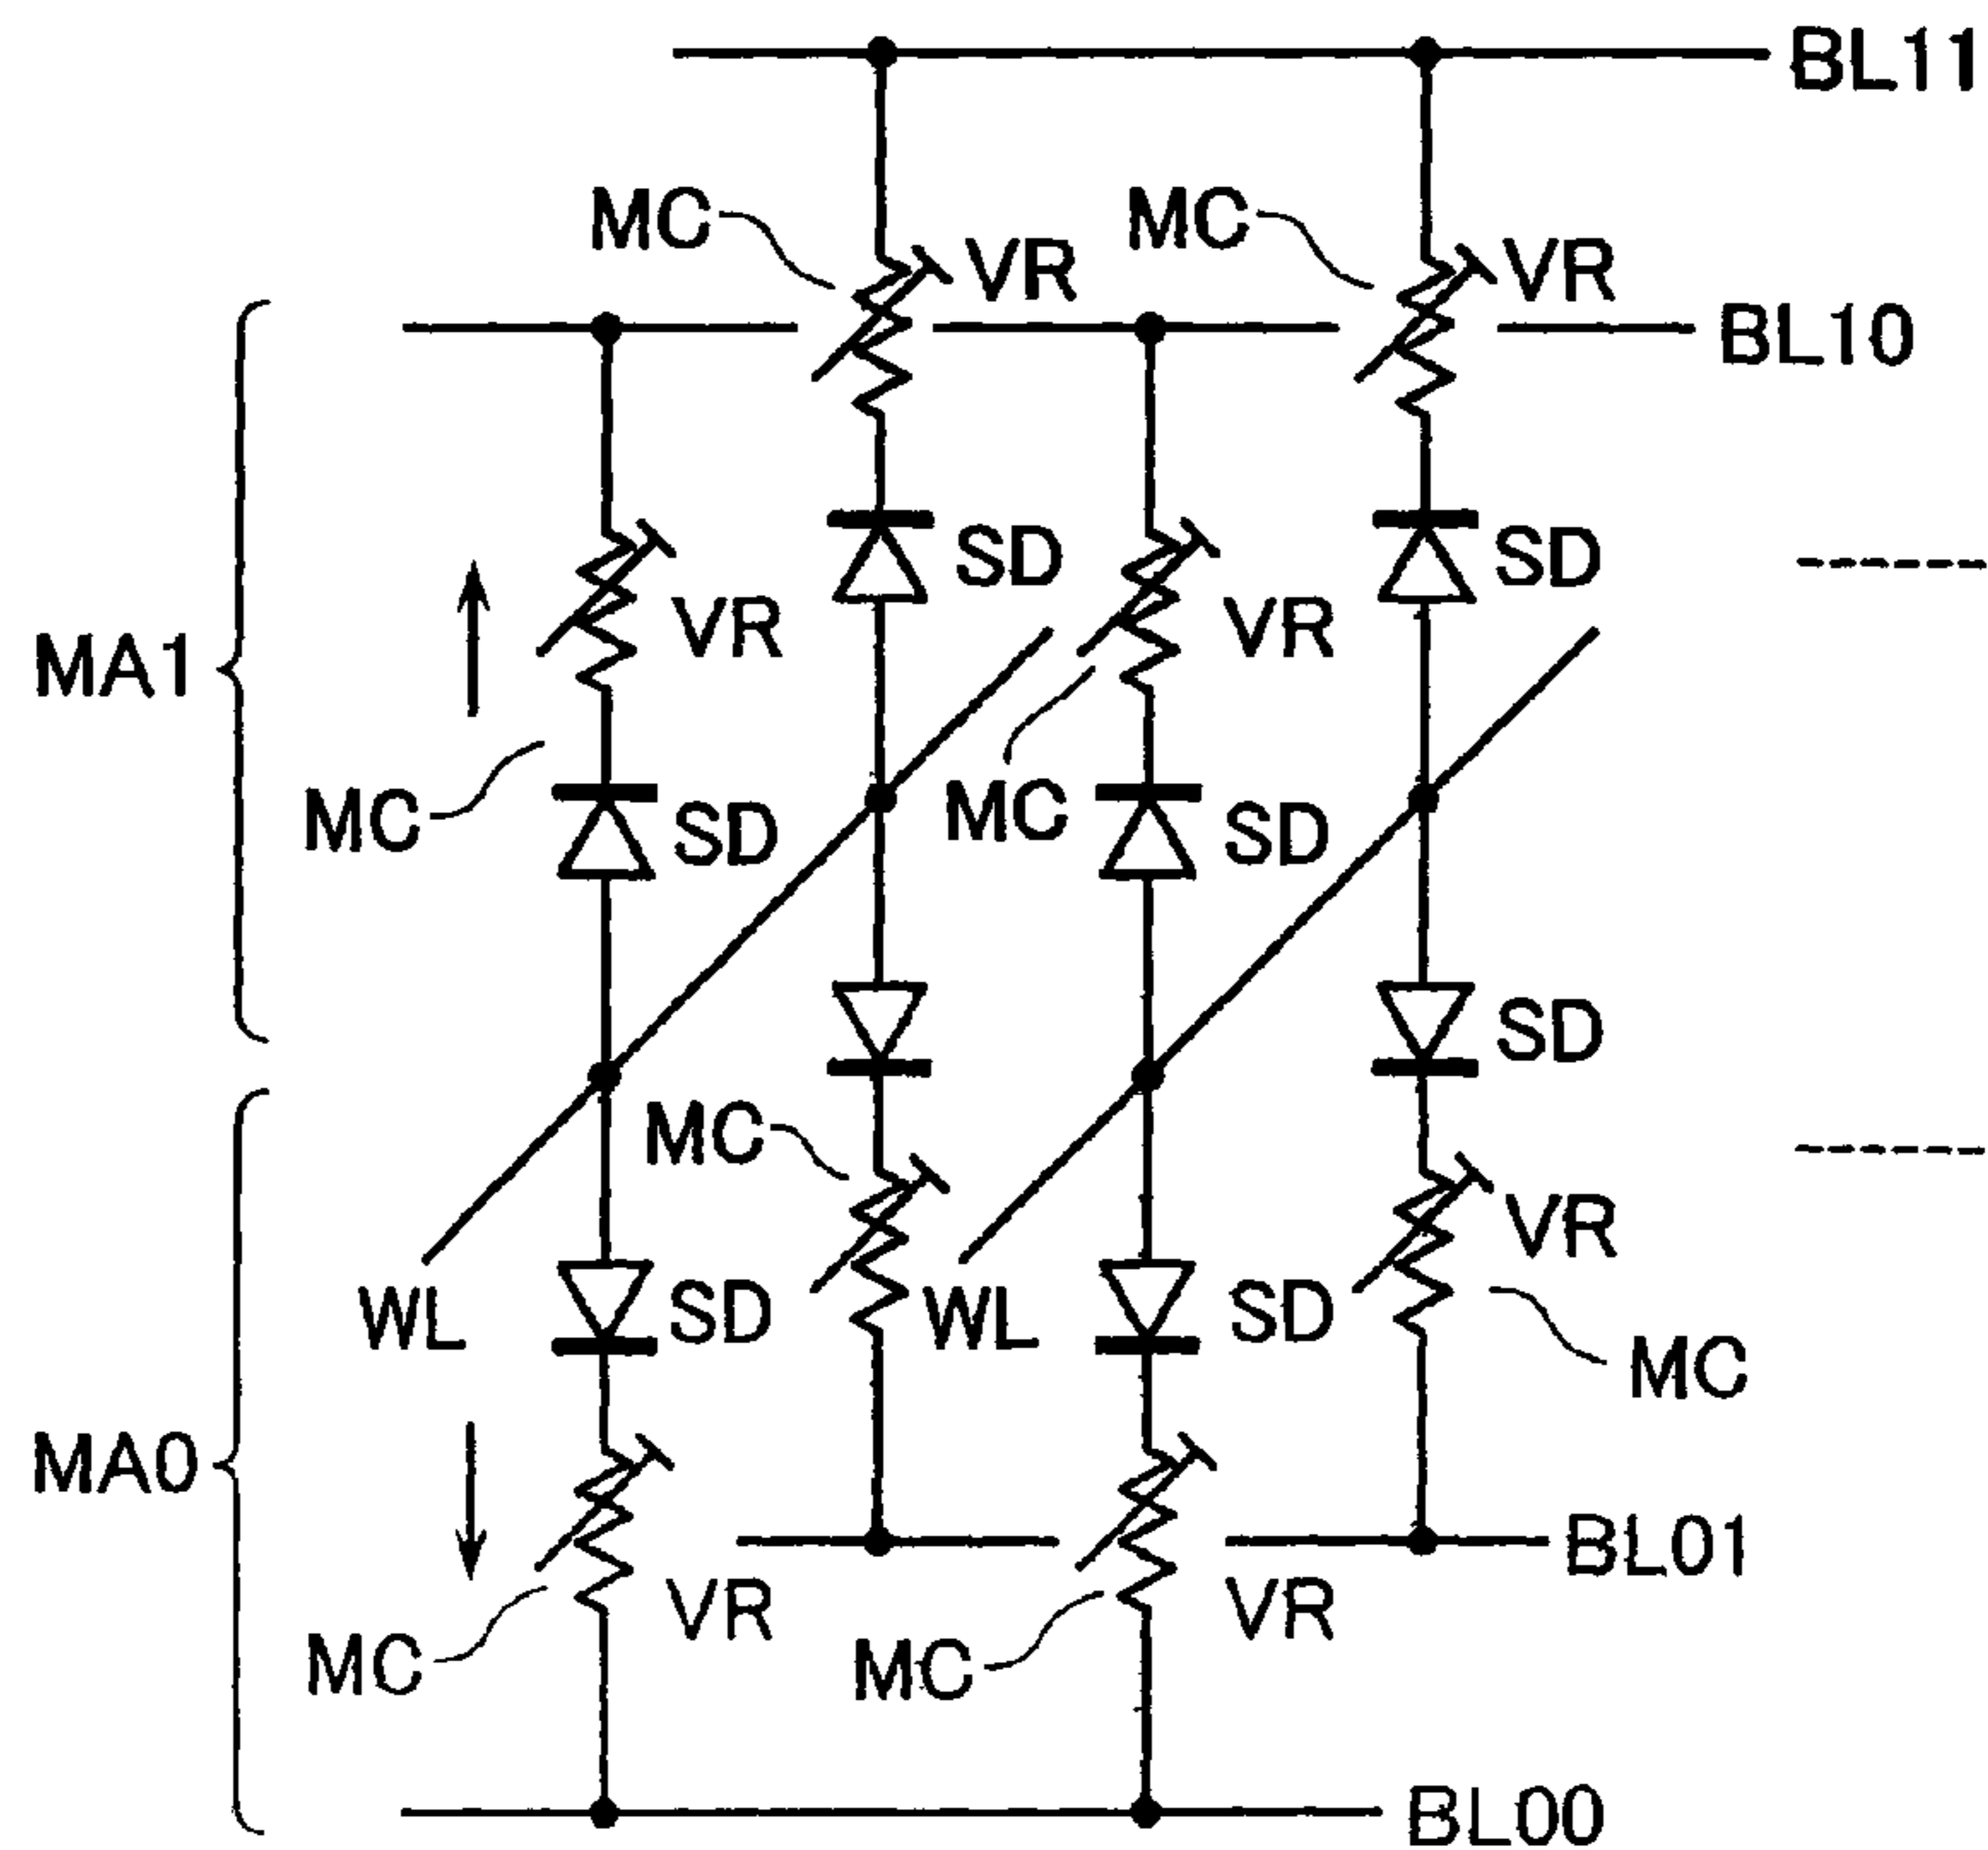 BL11
MC VR MC VR
BL10
SD MC SD
VR VR
MA1
MC SD MC SD
SD
MC
VR
WL SD WL SD
MC
MA0
BL01
VR VR
MC MC
BL00